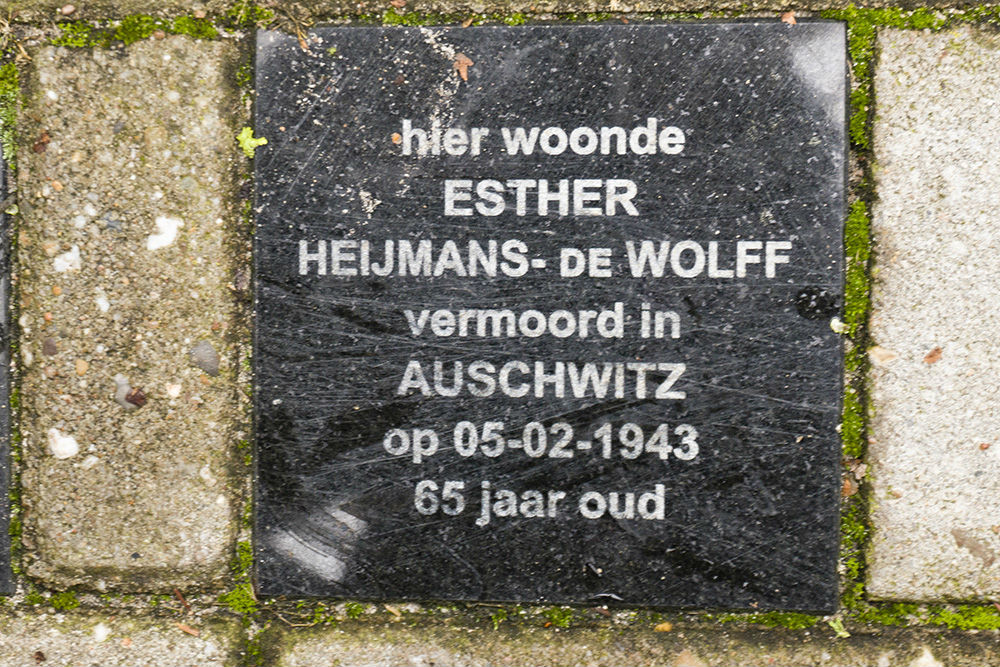 hier woonde
ESTHER
HEIJMANS- DE WOLFF
vermoord in
AUSCHWITZ
op 05-02-1943
65 jaar oud